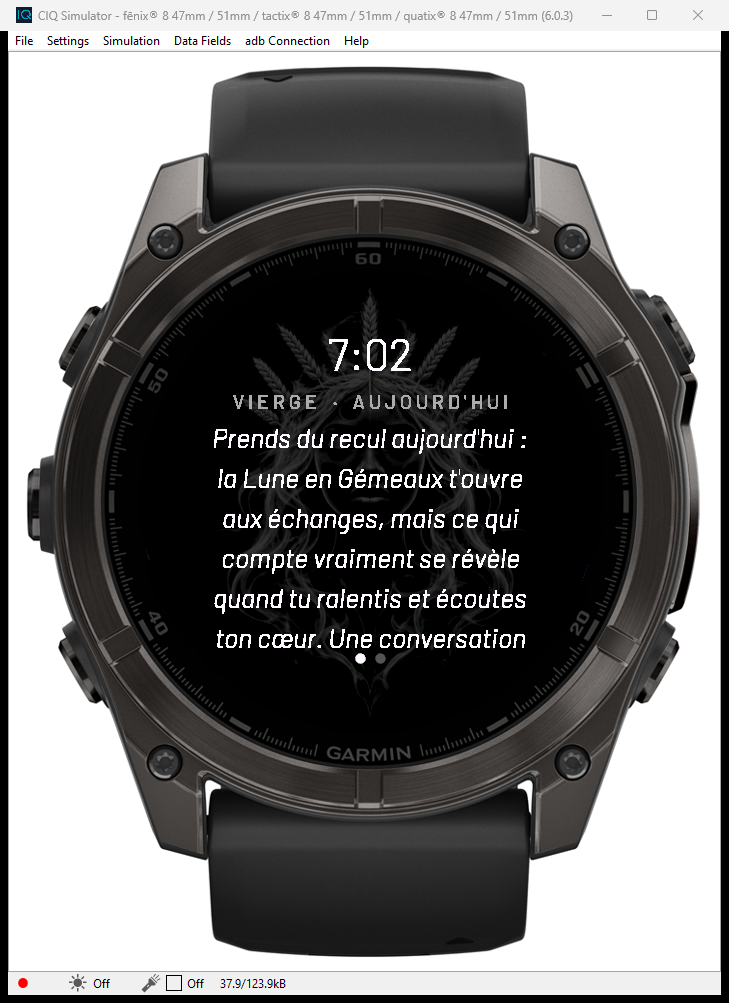 CIQ Simulator - fēnix® 8 47mm / 51mm / tactix® 8 47mm / 51mm / quatix® 8 47mm / 51mm (6.0.3)
File Settings Simulation Data Fields adb Connection Help
60
50
7:02
VIERGE · AUJOURD'HUI
Prends du recul aujourd'hui :
la Lune en Gémeaux t'ouvre
aux échanges, mais ce qui
compte vraiment se révèle
quand tu ralentis et écoutes
ton cœur. Une conversation
40
20
GARMIN
Off Off 37.9/123.9kB